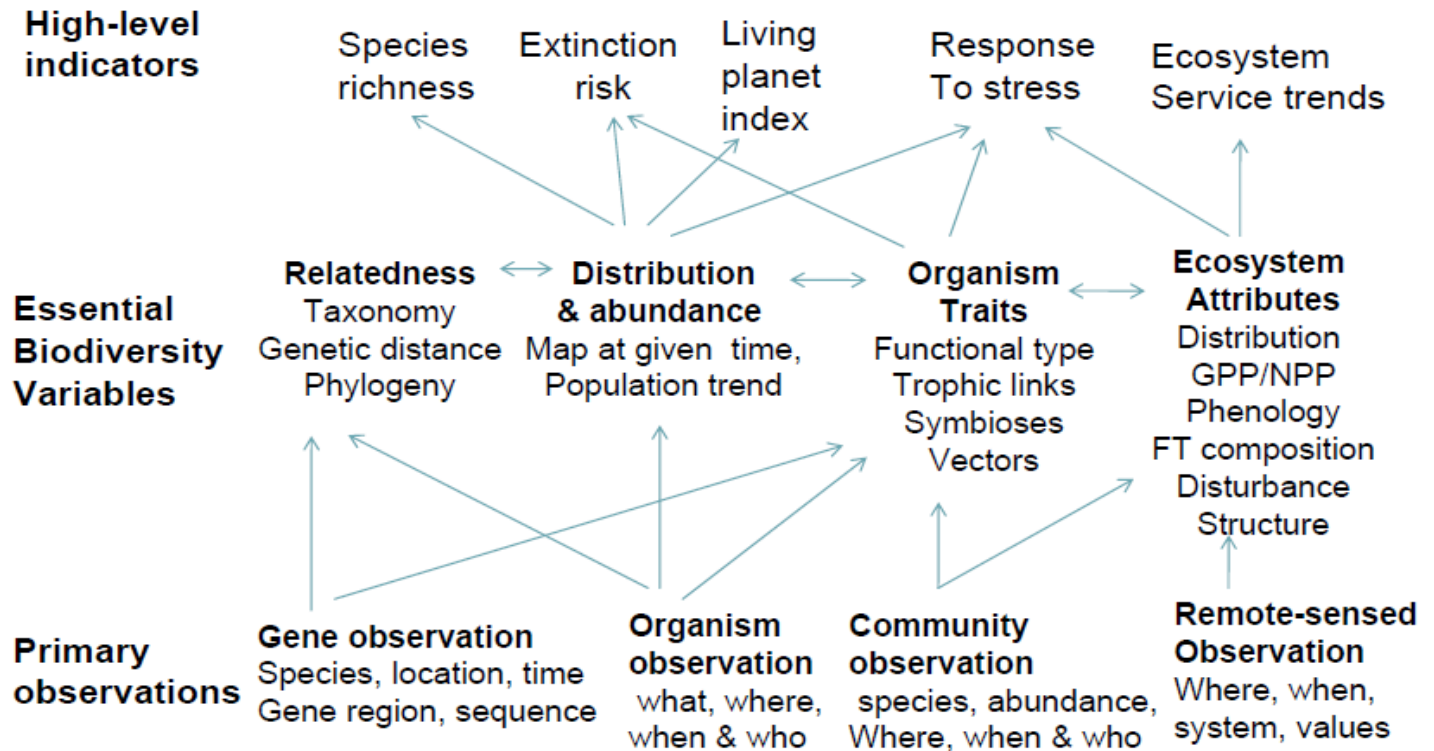 High-level
indicators
Species
richness
Extinction
risk
Living
planet
index
Response
To stress
Ecosystem
Service trends
Essential
Biodiversity
Variables
Relatedness
Taxonomy
Genetic distance
Phylogeny
Distribution
& abundance
Map at given time,
Population trend
Organism
Traits
Functional type
Trophic links
Symbioses
Vectors
Ecosystem
Attributes
Distribution
GPP/NPP
Phenology
FT composition
Disturbance
Structure
Primary
observations
Gene observation
Species, location, time
Gene region, sequence
Organism
observation
what, where,
when & who
Community
observation
species, abundance,
Where, when & who
Remote-sensed
Observation
Where, when,
system, values